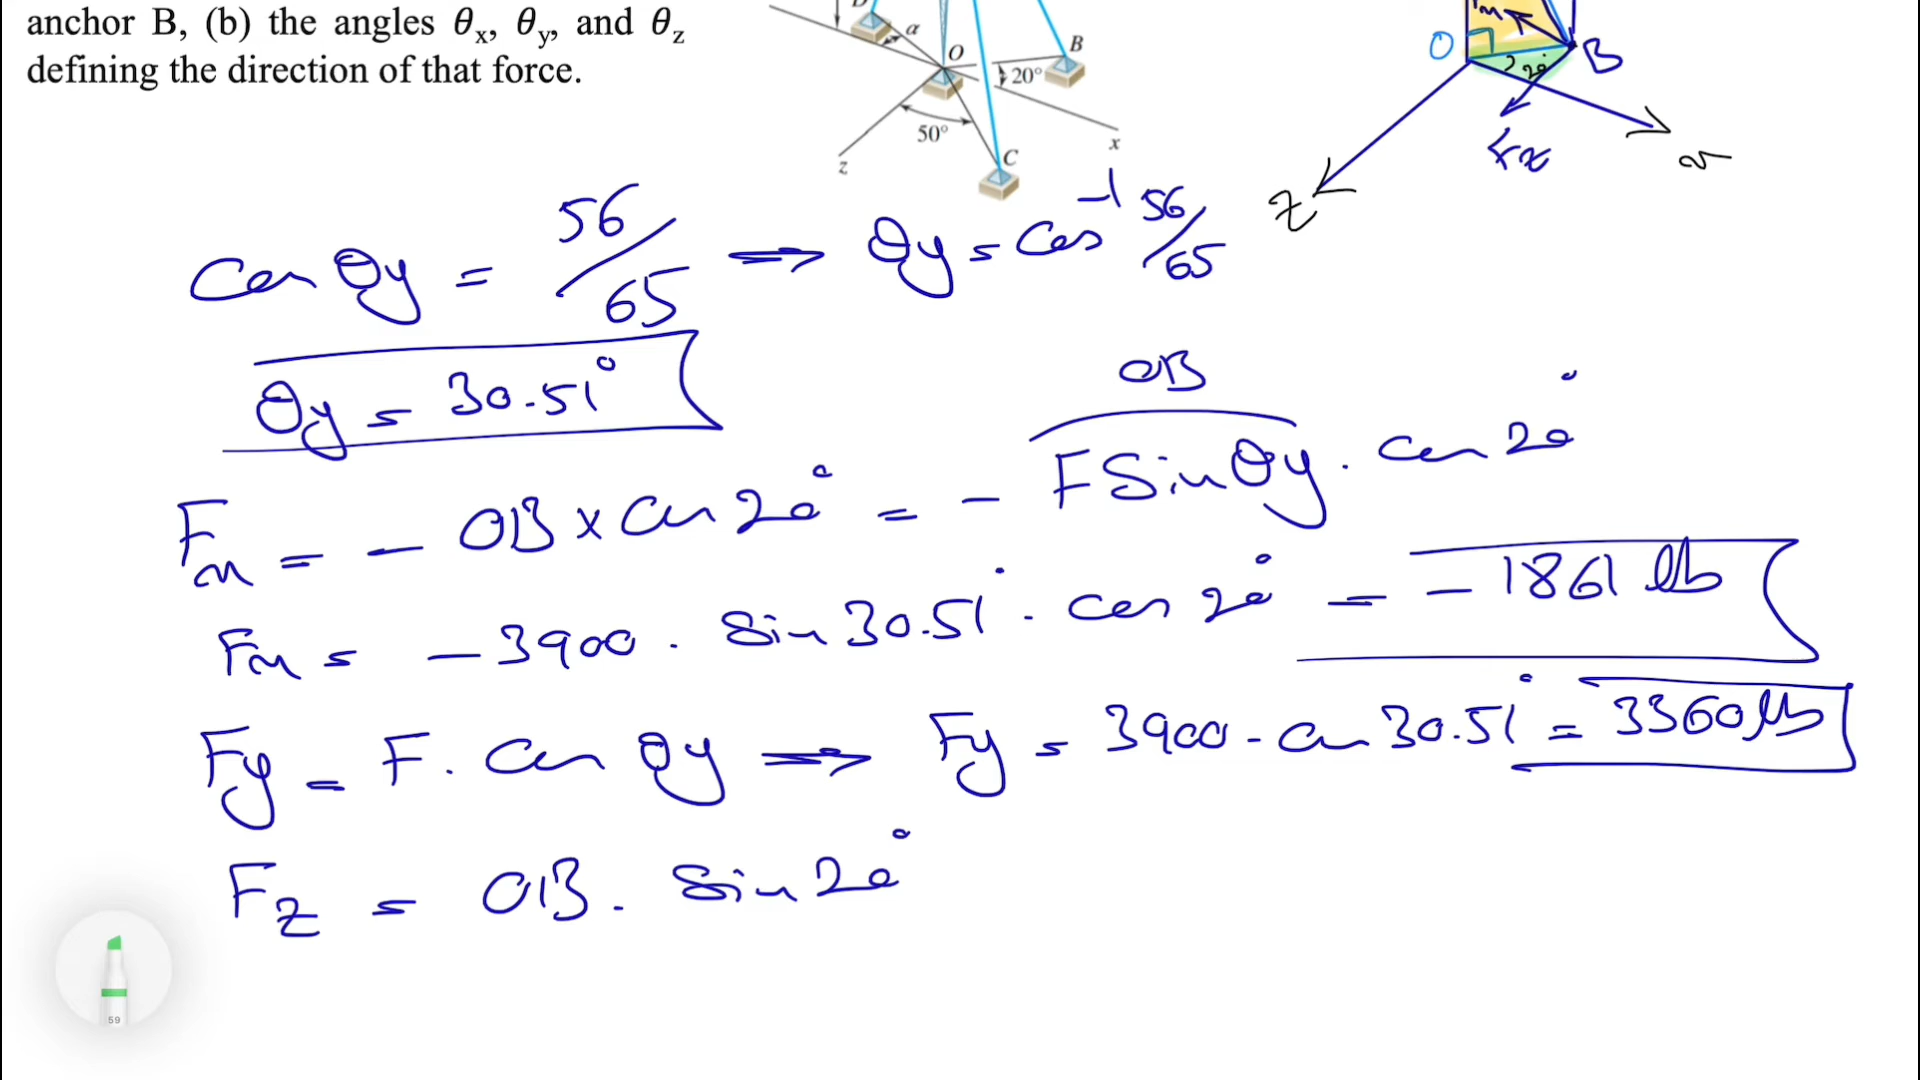 anchor B, (b) the angles θx, θy, and θz
defining the direction of that force.
α
O
B
20°
50°
C
x
z
O
B
20°
Fz
x
z
cos θy = 56/65 ⟹ θy = cos⁻¹ 56/65
θy = 30.51°
OB
Fx = − OB × cos 20° = − F Sin θy . cos 20°
Fx = − 3900 . Sin 30.51 . cos 20° = − 1861 lb
Fy = F . cos θy ⟹ Fy = 3900 . cos 30.51° = 3360 lb
Fz = OB . Sin 20°
59